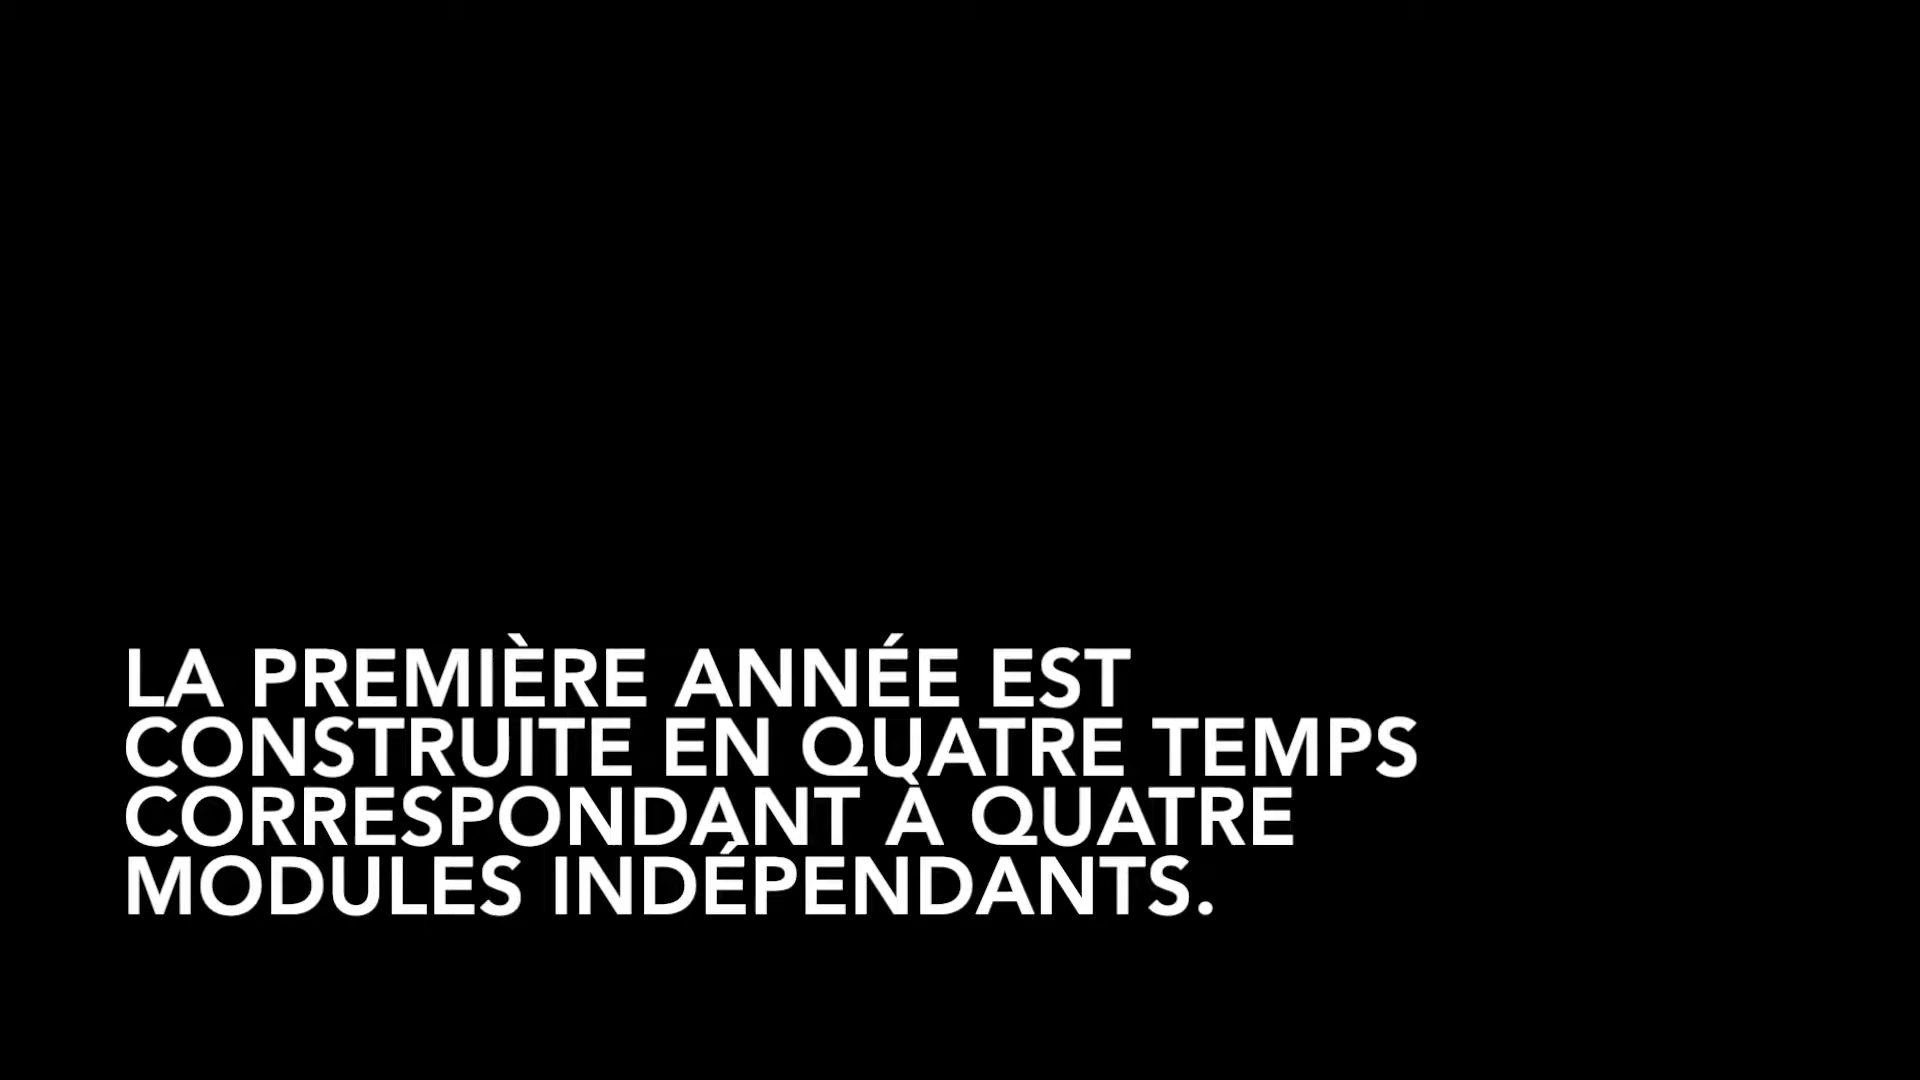 LA PREMIÈRE ANNÉE EST
CONSTRUITE EN QUATRE TEMPS
CORRESPONDANT À QUATRE
MODULES INDÉPENDANTS.